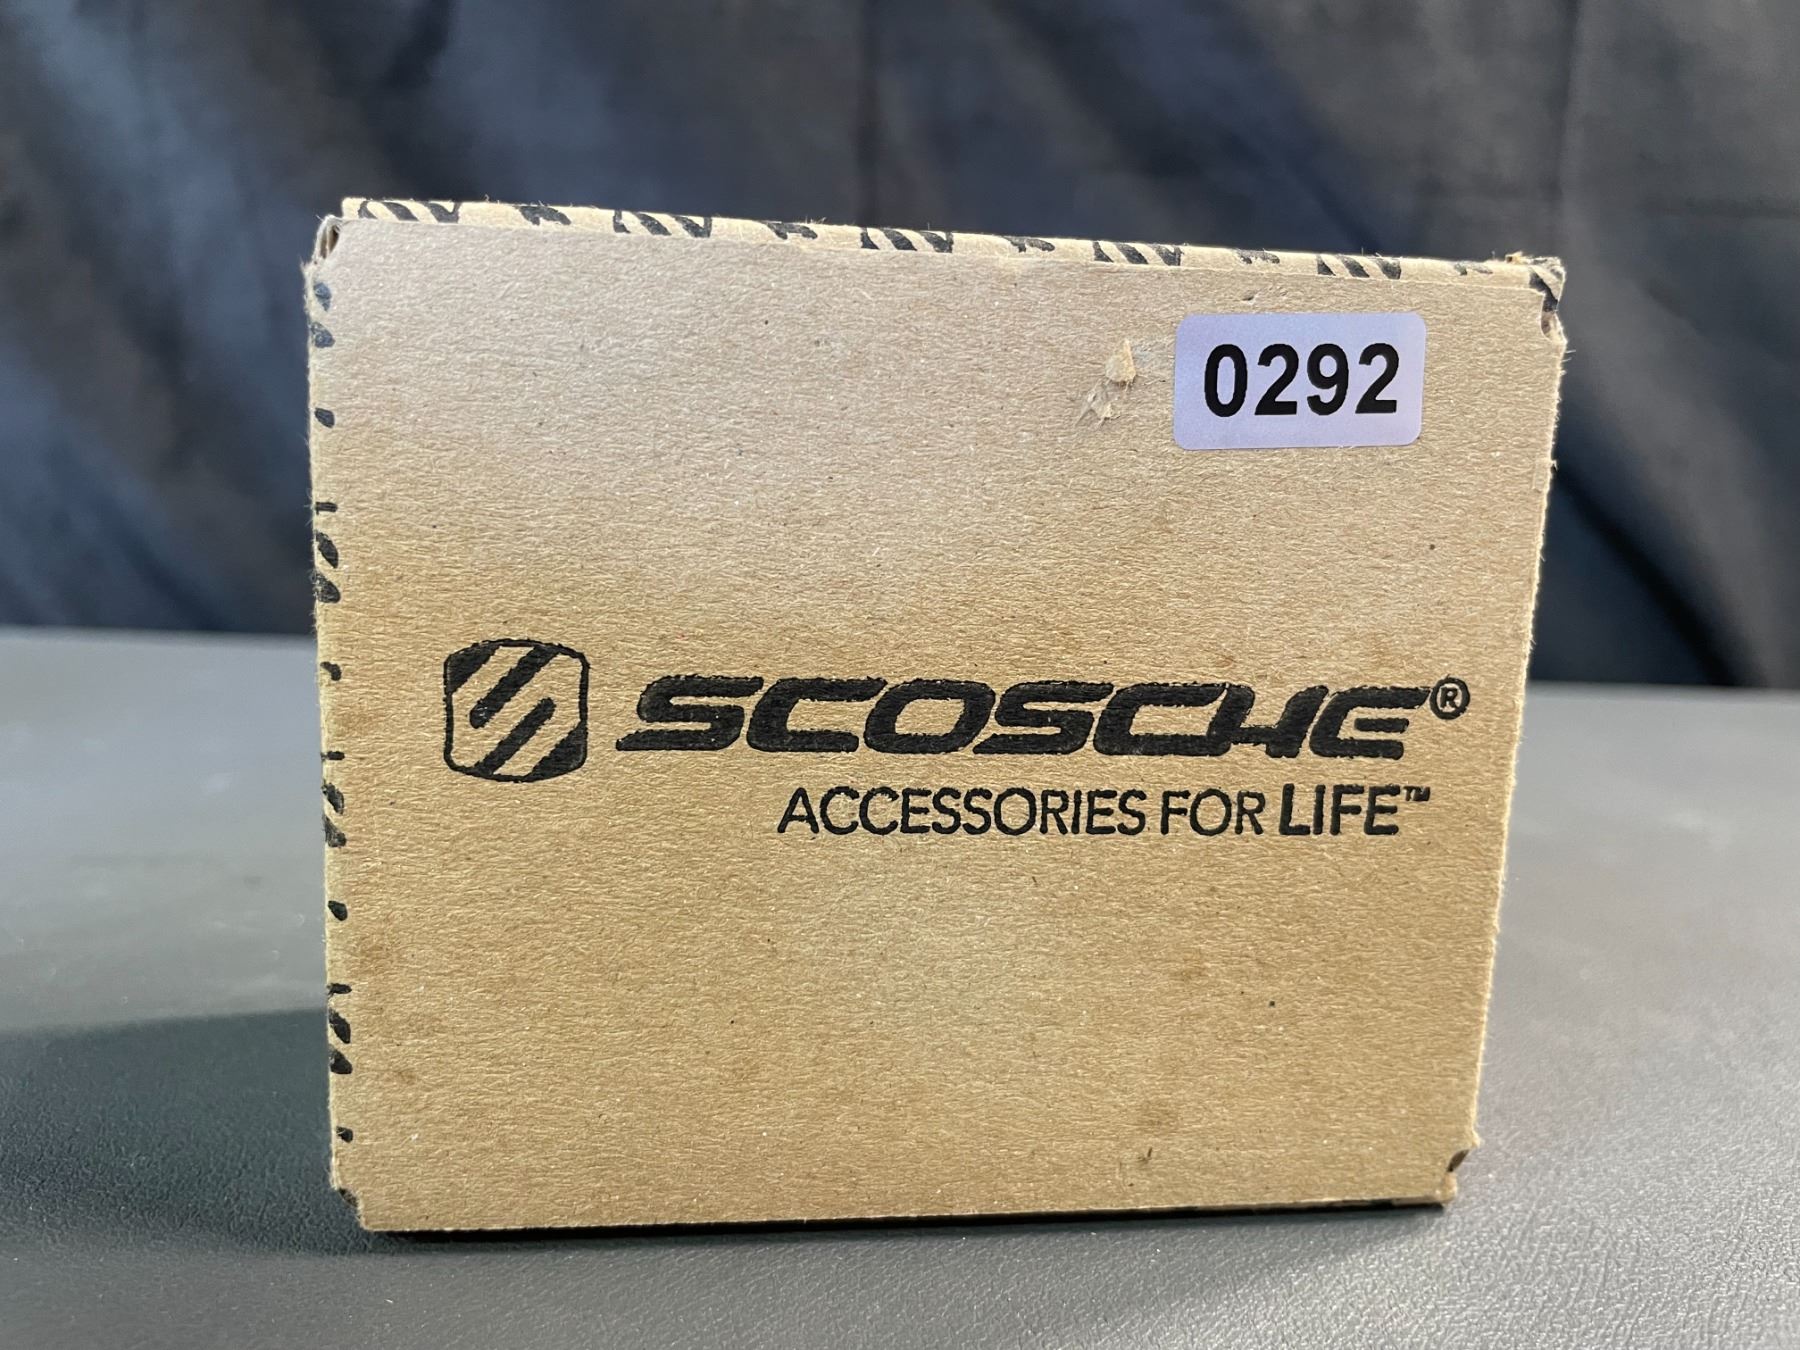 0292
SCOSCHE®
ACCESSORIES FOR LIFE™